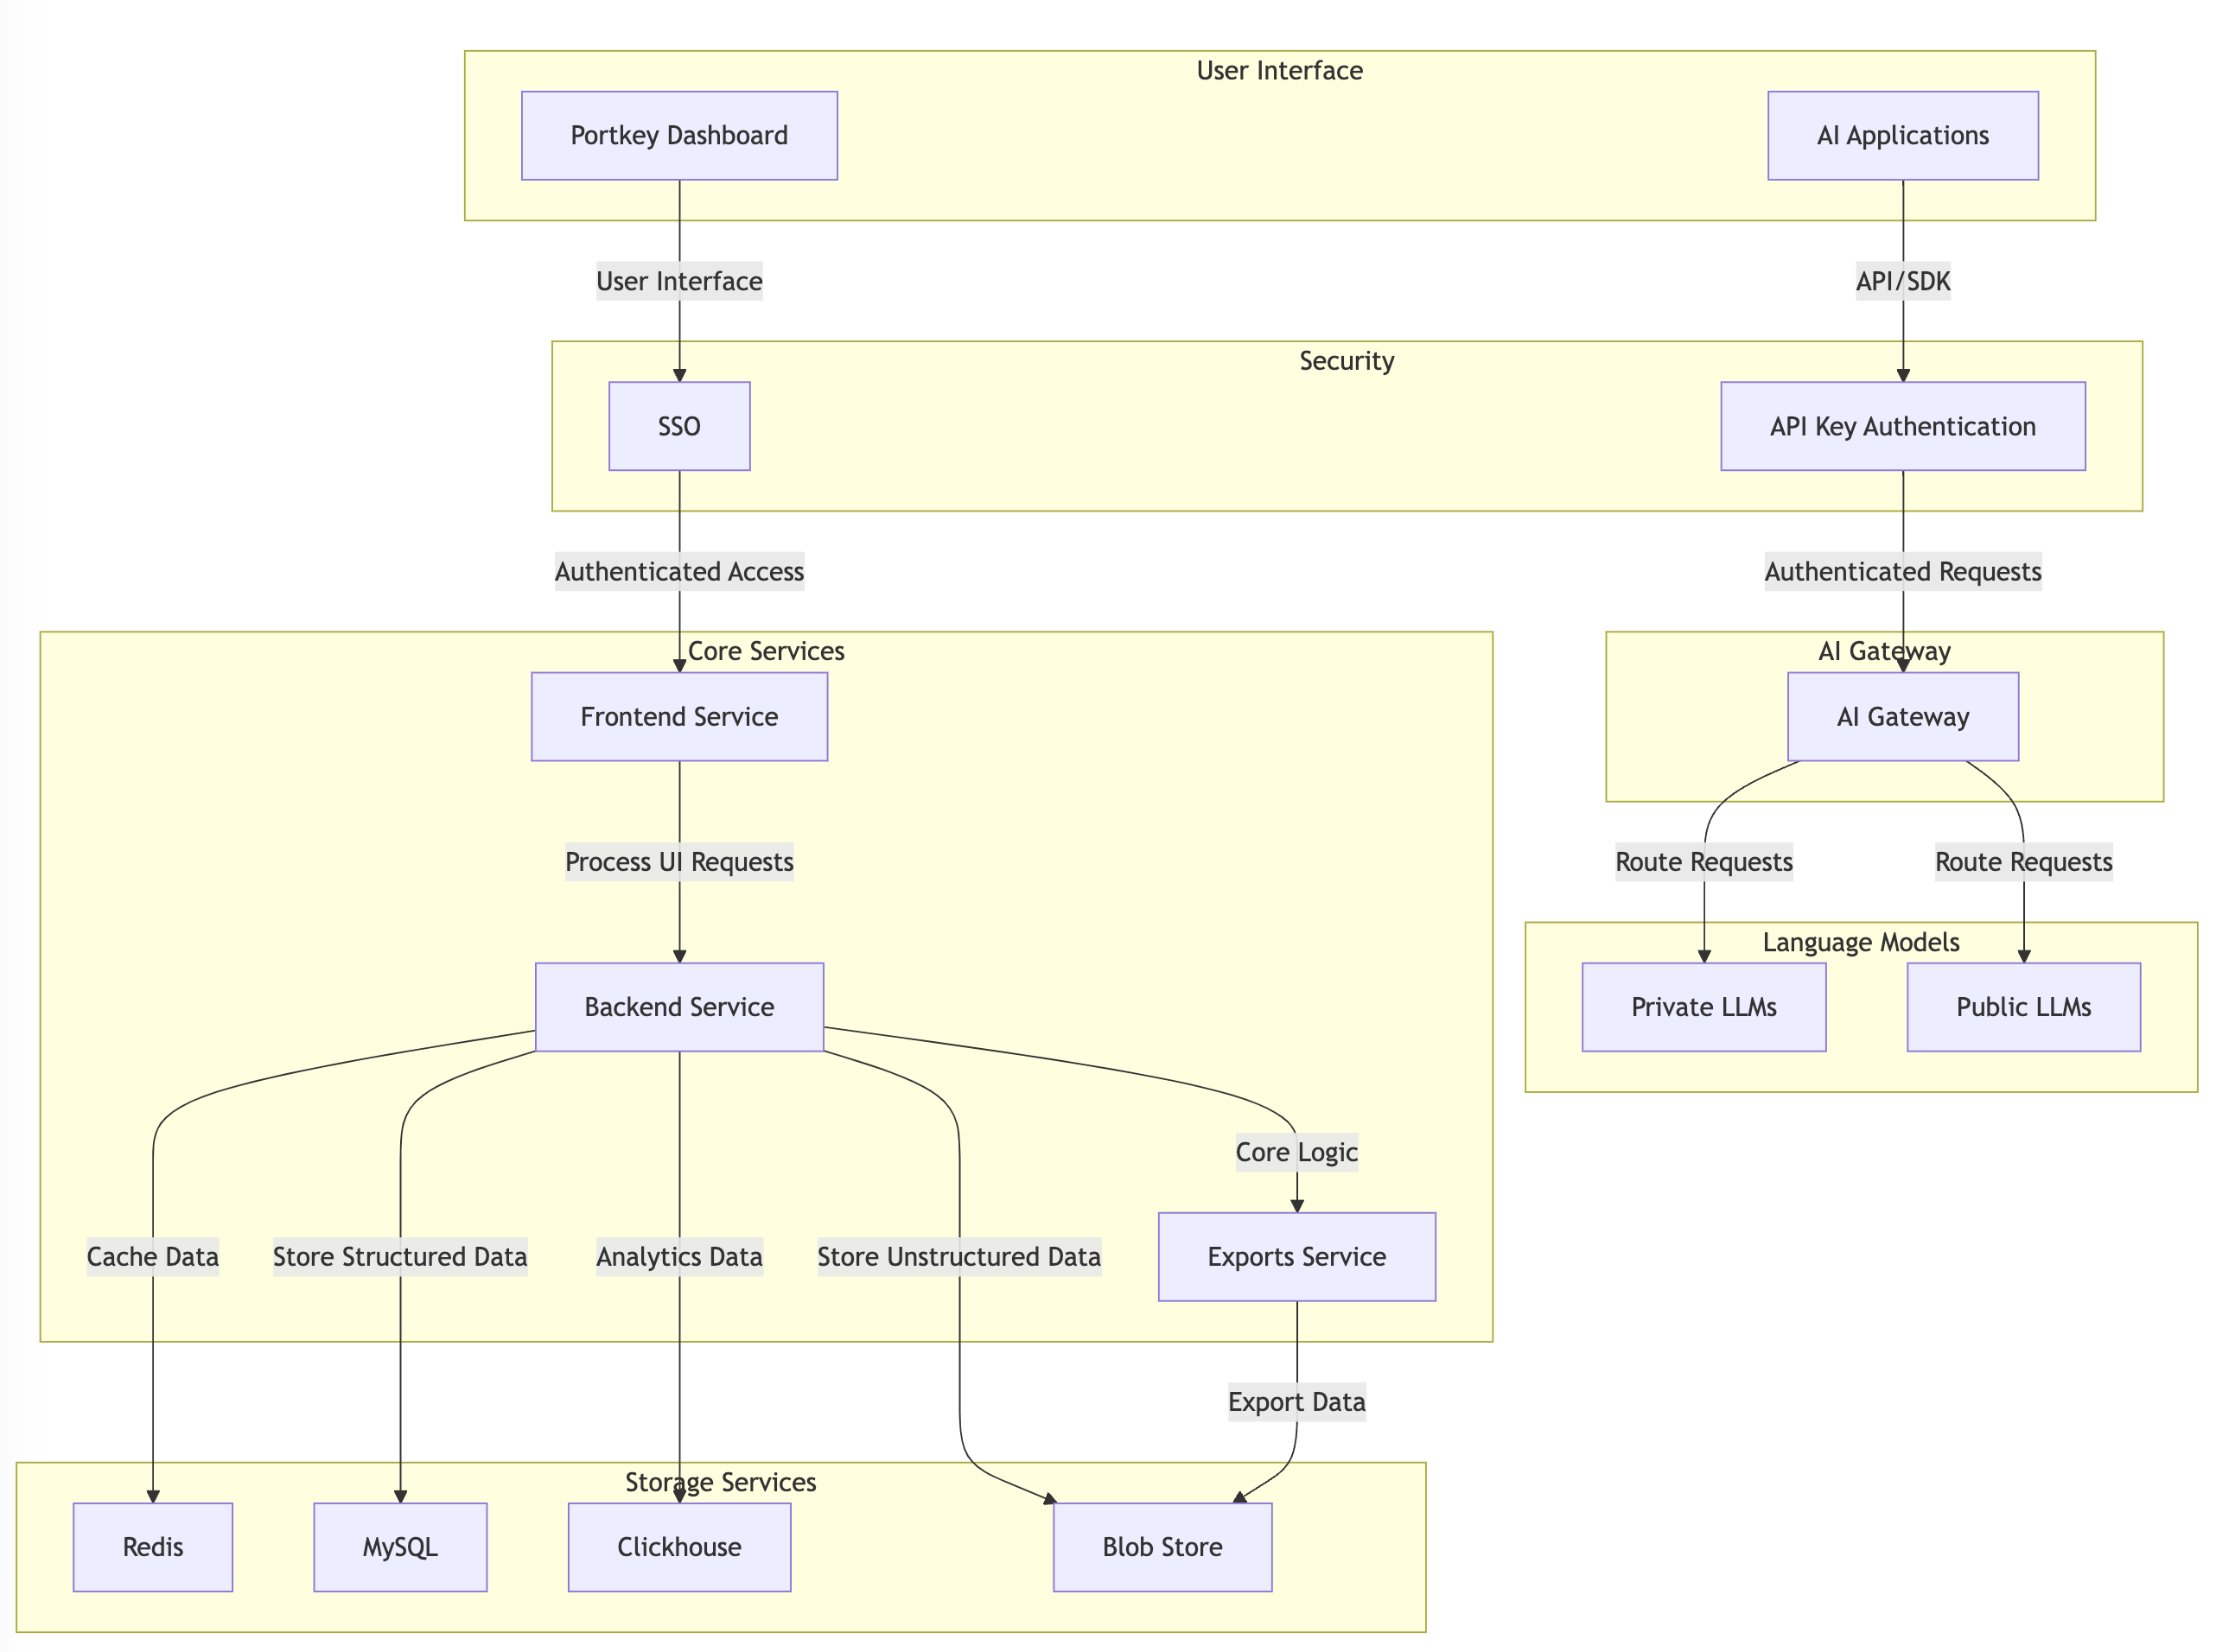 User Interface
Portkey Dashboard
AI Applications
User Interface
API/SDK
Security
SSO
API Key Authentication
Authenticated Access
Authenticated Requests
Core Services
AI Gateway
Frontend Service
AI Gateway
Process UI Requests
Route Requests
Route Requests
Language Models
Backend Service
Private LLMs
Public LLMs
Core Logic
Cache Data
Store Structured Data
Analytics Data
Store Unstructured Data
Exports Service
Export Data
Storage Services
Redis
MySQL
Clickhouse
Blob Store